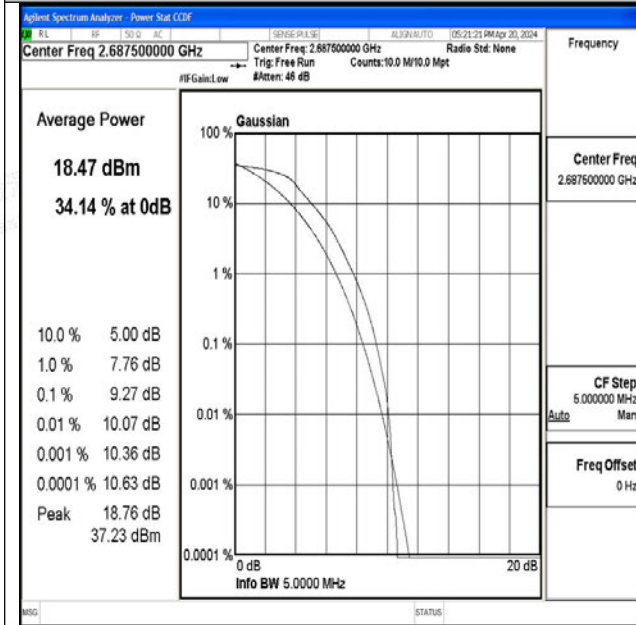 Agilent Spectrum Analyzer - Power Stat CCDF
RL RF 50 Ω AC SENSE:PULSE ALIGN AUTO 05:21:21 PM Apr 20, 2024
Center Freq 2.687500000 GHz
Center Freq: 2.687500000 GHz Radio Std: None
Trig: Free Run Counts:10.0 M/10.0 Mpt
#IFGain:Low #Atten: 46 dB
Frequency
Average Power
18.47 dBm
34.14 % at 0dB
10.0 % 5.00 dB
1.0 % 7.76 dB
0.1 % 9.27 dB
0.01 % 10.07 dB
0.001 % 10.36 dB
0.0001 % 10.63 dB
Peak 18.76 dB
37.23 dBm
Gaussian
100 %
10 %
1 %
0.1 %
0.01 %
0.001 %
0.0001 %
0 dB 20 dB
Info BW 5.0000 MHz
Center Freq
2.687500000 GHz
CF Step
5.000000 MHz
Auto Man
Freq Offset
0 Hz
MSG STATUS